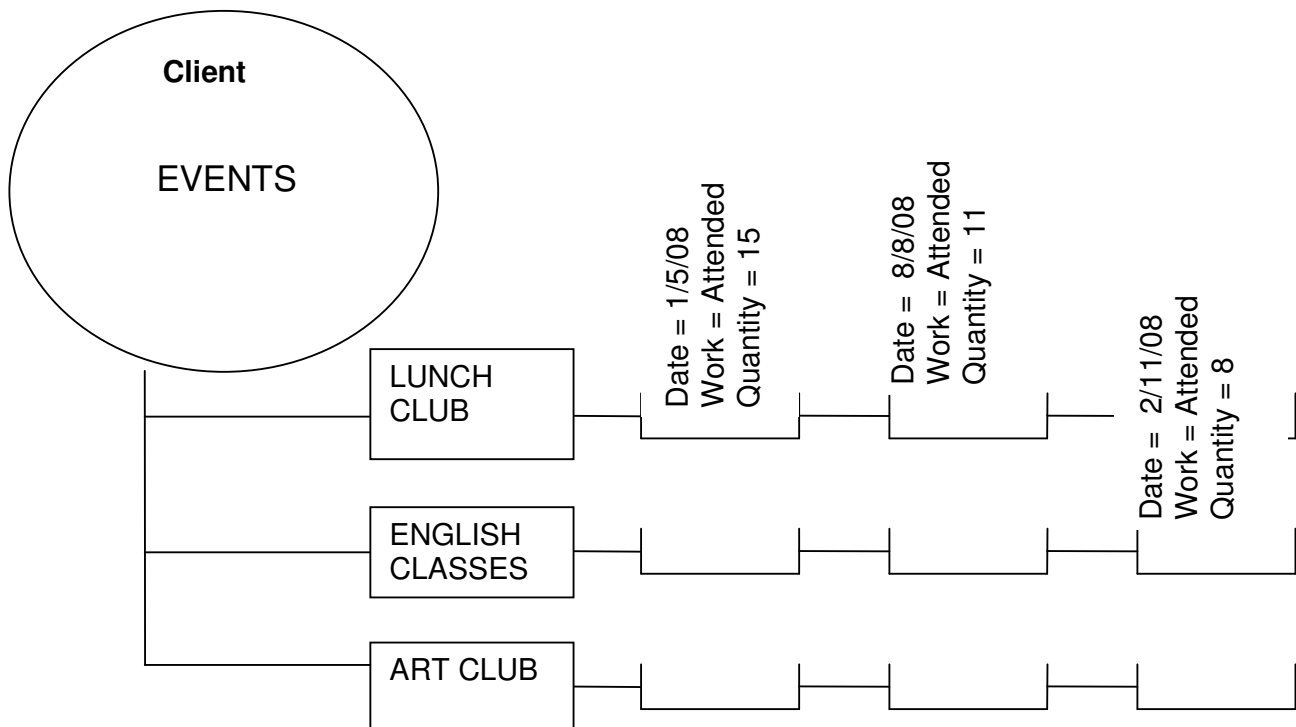 Client
EVENTS
Date = 1/5/08
Work = Attended
Quantity = 15
Date =  8/8/08
Work = Attended
Quantity = 11
Date =  2/11/08
Work = Attended
Quantity = 8
LUNCH
CLUB
ENGLISH
CLASSES
ART CLUB